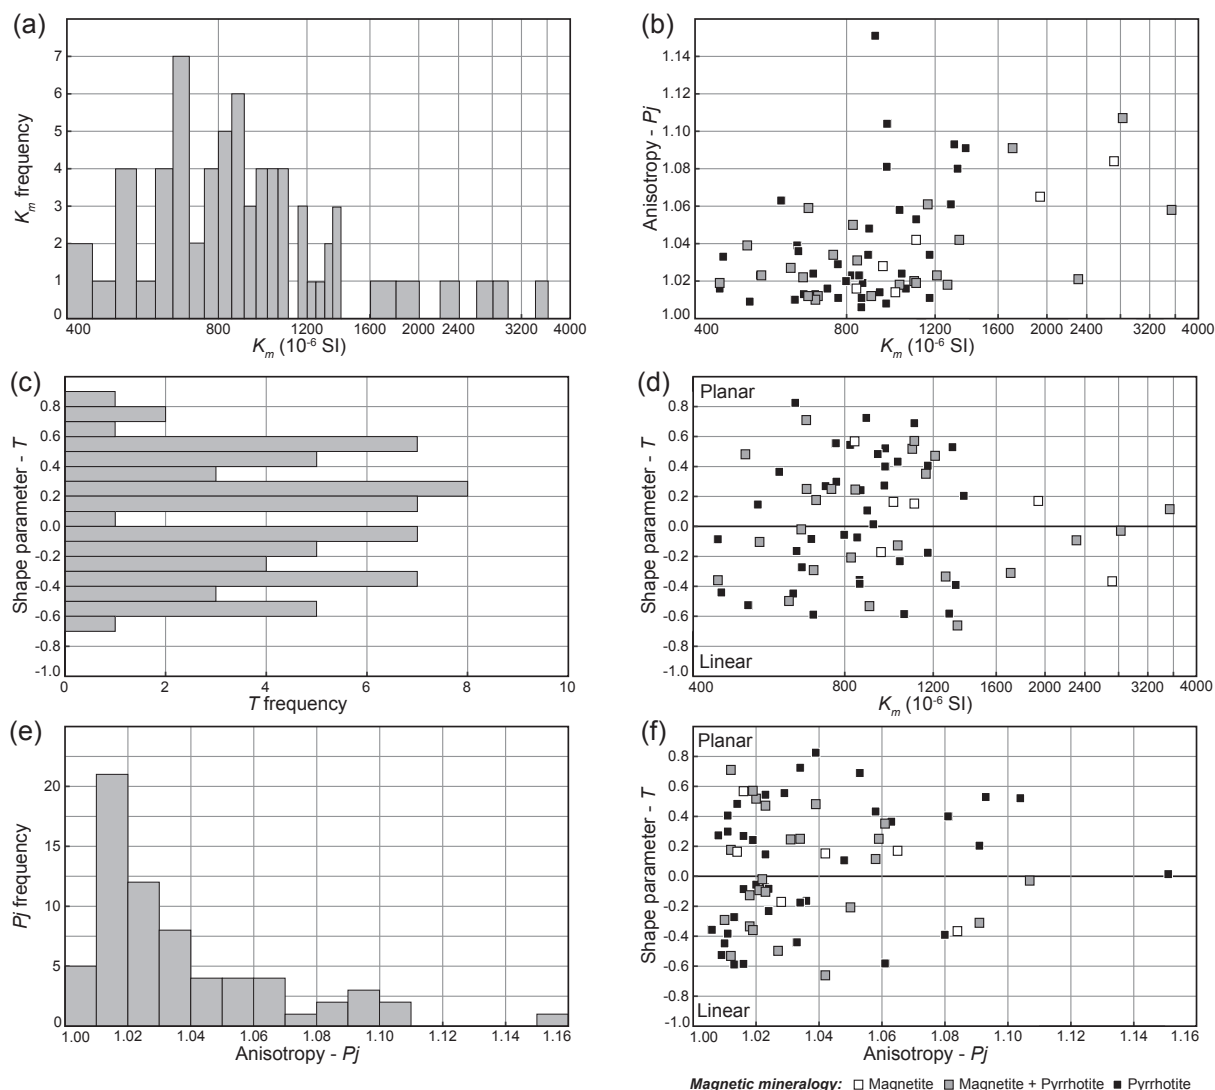 (a)
7
6
5
4
3
2
1
0
Km frequency
400 800 1200 1600 2000 2400 3200 4000
Km (10-6 SI)
(b)
1.14
1.12
1.10
1.08
1.06
1.04
1.02
1.00
Anisotropy - Pj
400 800 1200 1600 2000 2400 3200 4000
Km (10-6 SI)
(c)
0.8
0.6
0.4
0.2
0.0
-0.2
-0.4
-0.6
-0.8
-1.0
Shape parameter - T
0 2 4 6 8 10
T frequency
(d)
Planar
0.8
0.6
0.4
0.2
0.0
-0.2
-0.4
-0.6
-0.8
-1.0
Shape parameter - T
Linear
400 800 1200 1600 2000 2400 2800 3200 3600 4000
Km (10-6 SI)
(e)
20
15
10
5
0
Pj frequency
1.00 1.02 1.04 1.06 1.08 1.10 1.12 1.14 1.16
Anisotropy - Pj
(f)
Planar
0.8
0.6
0.4
0.2
0.0
-0.2
-0.4
-0.6
-0.8
-1.0
Shape parameter - T
Linear
1.00 1.02 1.04 1.06 1.08 1.10 1.12 1.14 1.16
Anisotropy - Pj
Magnetic mineralogy: Magnetite Magnetite + Pyrrhotite Pyrrhotite